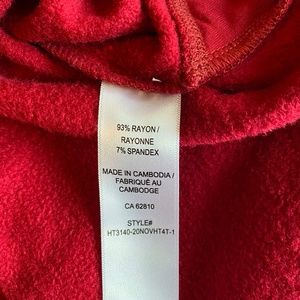 93% RAYON /
RAYONNE
7% SPANDEX
MADE IN CAMBODIA /
FABRIQUÉ AU
CAMBODGE
CA 62810
STYLE#
HT3140-20NOVHT4T-1